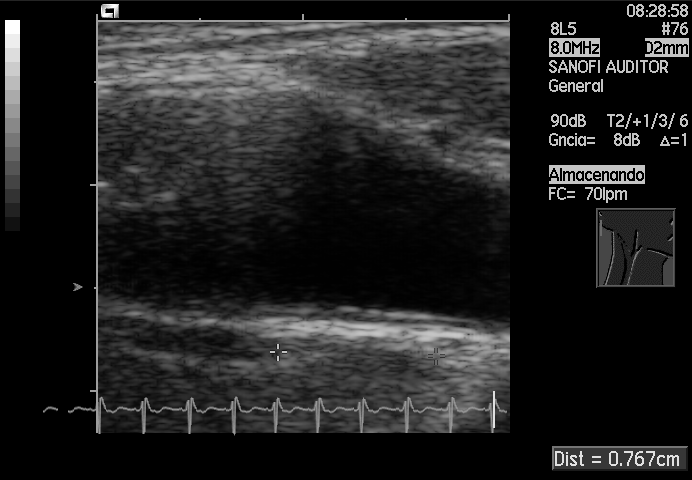 08:28:58
8L5 #76
8.0MHz D2mm
SANOFI AUDITOR
General
90dB T2/+1/3/ 6
Gncia= 8dB Δ=1
Almacenando
FC= 70lpm
Dist = 0.767cm